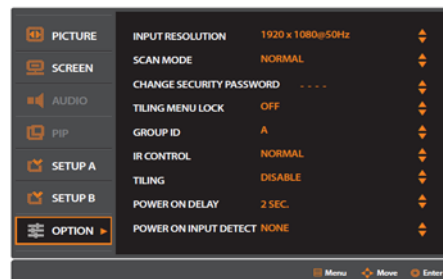 PICTURE
SCREEN
AUDIO
PIP
SETUP A
SETUP B
OPTION
INPUT RESOLUTION 1920 x 1080@50Hz
SCAN MODE NORMAL
CHANGE SECURITY PASSWORD - - - -
TILING MENU LOCK OFF
GROUP ID A
IR CONTROL NORMAL
TILING DISABLE
POWER ON DELAY 2 SEC.
POWER ON INPUT DETECT NONE
Menu Move Enter